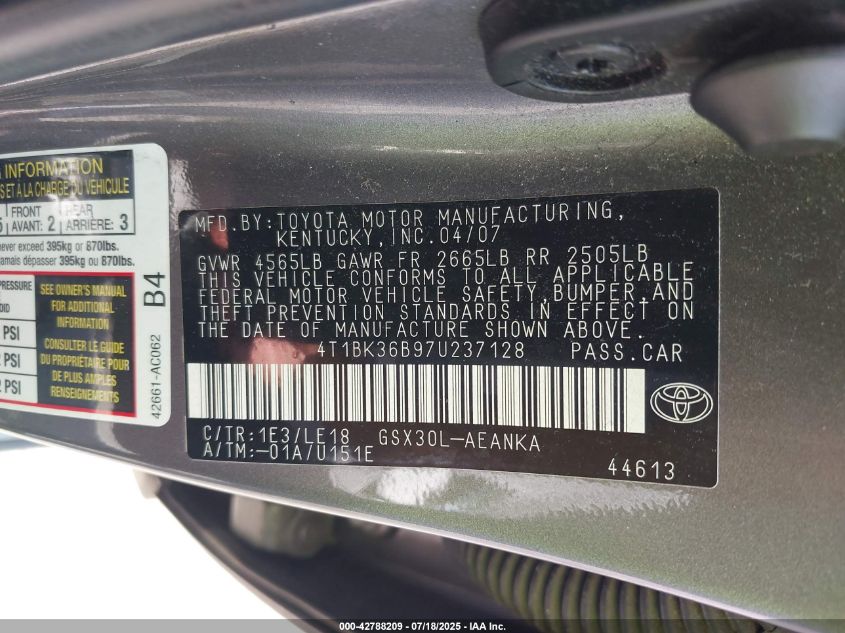 INFORMATION
ET À LA CHARGE DU VÉHICULE
FRONT
AVANT: 2
REAR
ARRIÈRE: 3
never exceed 395kg or 870lbs.
jamais dépasser 395kg ou 870lbs.
PRESSURE
PSI
PSI
PSI
SEE OWNER'S MANUAL
FOR ADDITIONAL
INFORMATION
CONSULTER LE GUIDE
DU PROPRIÉTAIRE
POUR DE PLUS
AMPLES
RENSEIGNEMENTS
B4
42661-AC062
MFD.BY:TOYOTA MOTOR MANUFACTURING,
KENTUCKY,INC.04/07
GVWR 4565LB GAWR FR 2665LB RR 2505LB
THIS VEHICLE CONFORMS TO ALL APPLICABLE
FEDERAL MOTOR VEHICLE SAFETY,BUMPER,AND
THEFT PREVENTION STANDARDS IN EFFECT ON
THE DATE OF MANUFACTURE SHOWN ABOVE.
4T1BK36B97U237128 PASS.CAR
C/TR:1E3/LE18 GSX30L-AEANKA
A/TM:-01A/U151E
44613
000-42788209 - 07/18/2025 - IAA Inc.